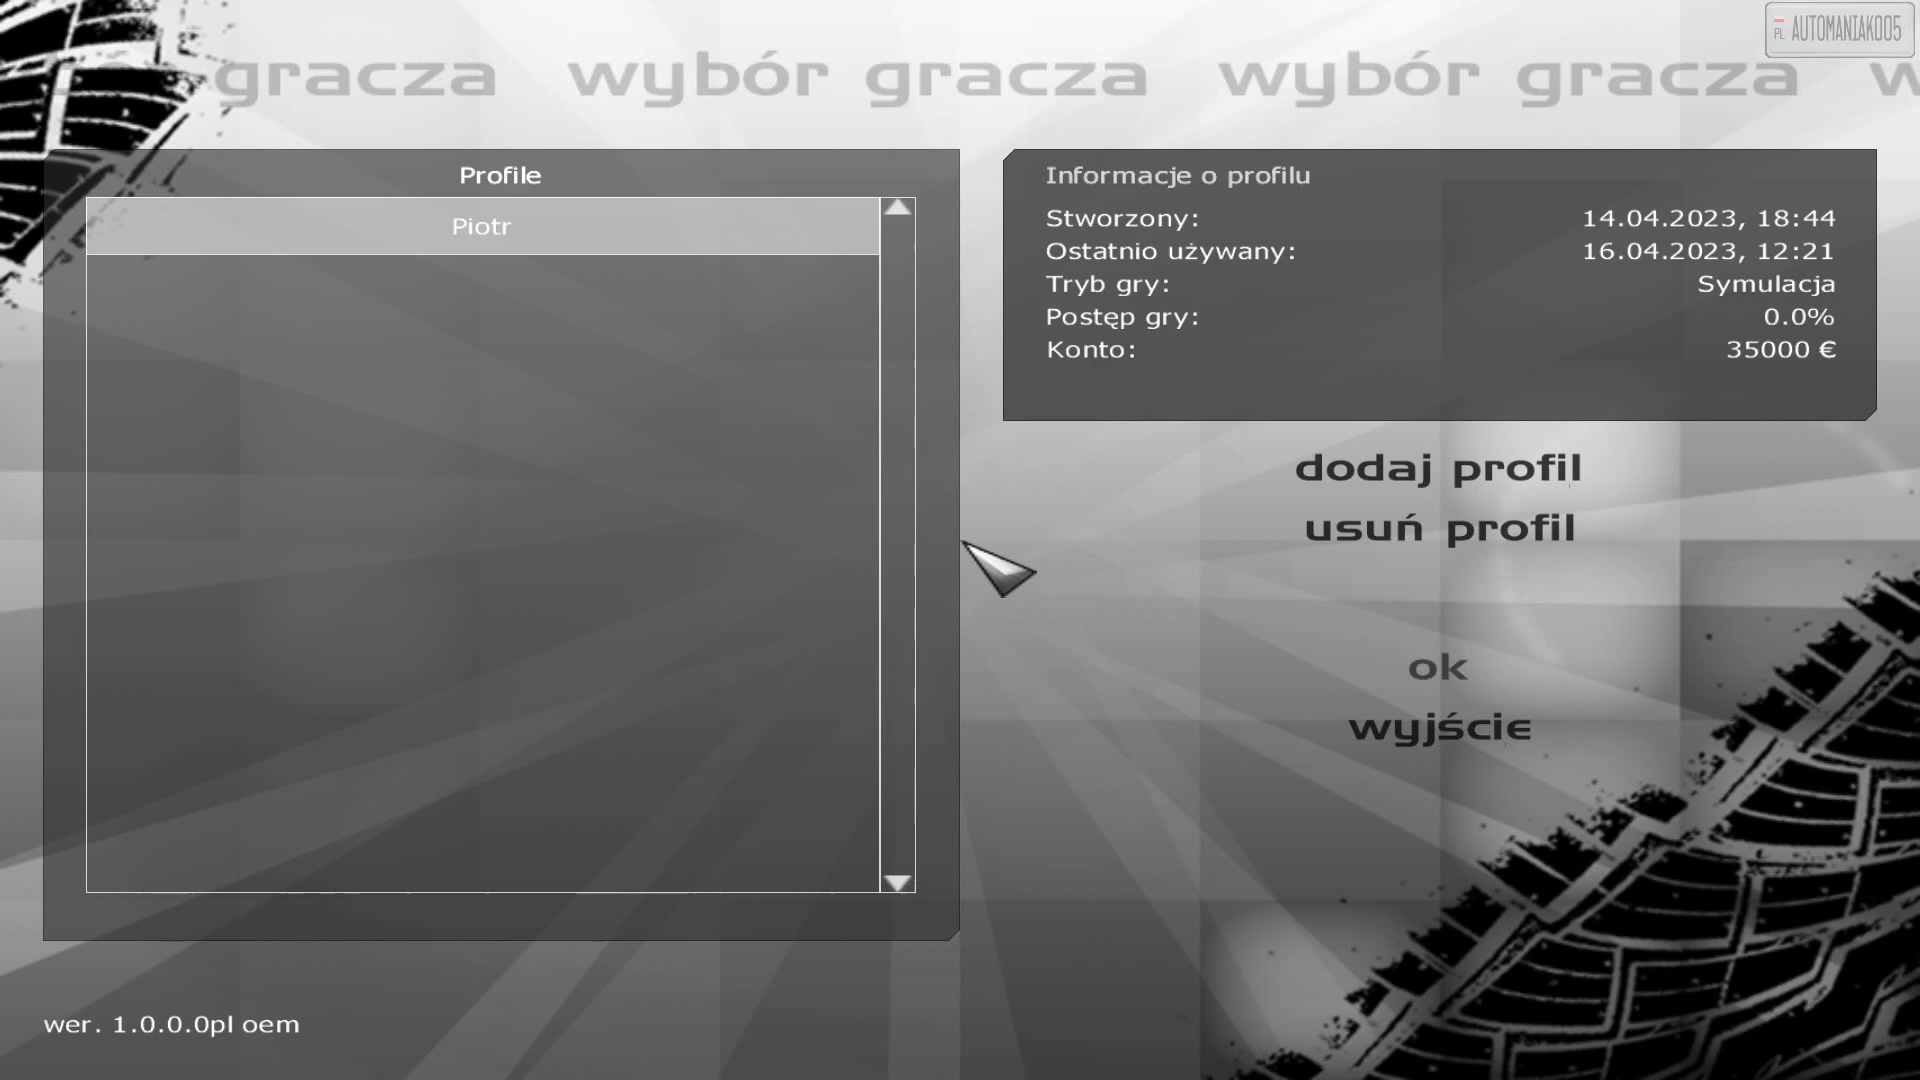 PL AUTOMANIAK005
gracza wybór gracza wybór gracza w
Profile
Piotr
Informacje o profilu
Stworzony: 14.04.2023, 18:44
Ostatnio używany: 16.04.2023, 12:21
Tryb gry: Symulacja
Postęp gry: 0.0%
Konto: 35000 €
dodaj profil
usuń profil
ok
wyjście
wer. 1.0.0.0pl oem